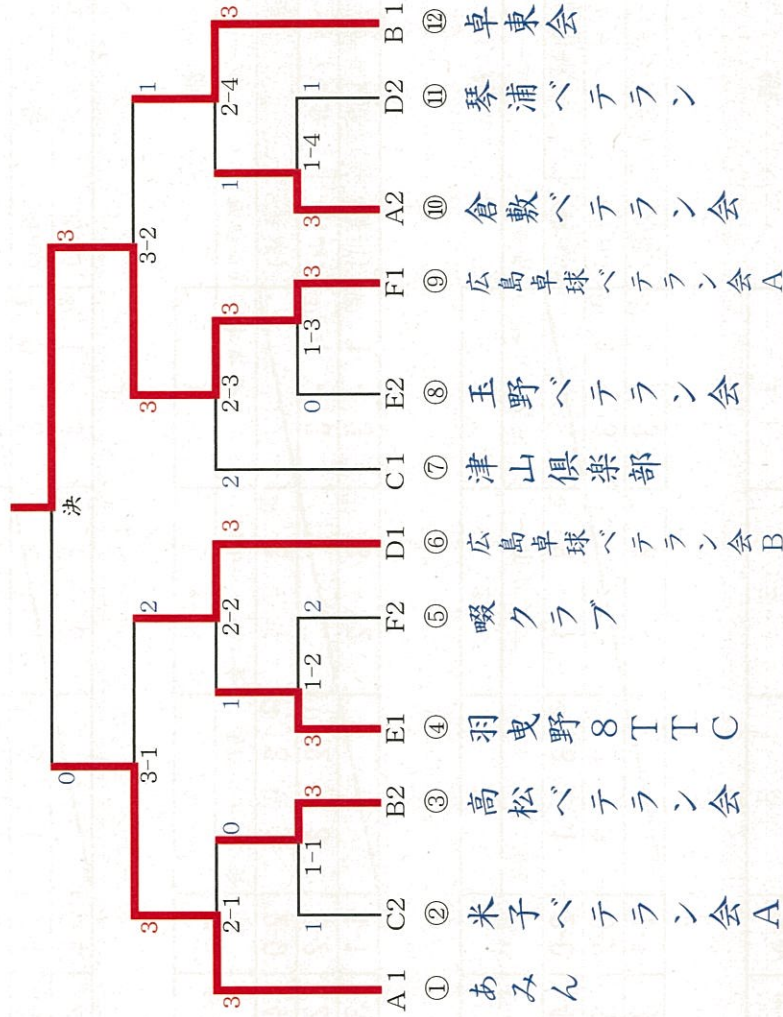 決
0
3
3-1
3-2
3
2
3
1
2-1
2-2
2-3
2-4
3
0
1
3
2
3
1
3
1-1
1-2
1-3
1-4
1
3
3
2
0
3
3
1
A1 ① あみん
C2 ② 米子ベテラン会A
B2 ③ 高松ベテラン会
E1 ④ 羽曳野8TTC
F2 ⑤ 畷クラブ
D1 ⑥ 広島卓球ベテラン会B
C1 ⑦ 津山倶楽部
E2 ⑧ 玉野ベテラン会
F1 ⑨ 広島卓球ベテラン会A
A2 ⑩ 倉敷ベテラン会
D2 ⑪ 琴浦ベテラン
B1 ⑫ 卓東会